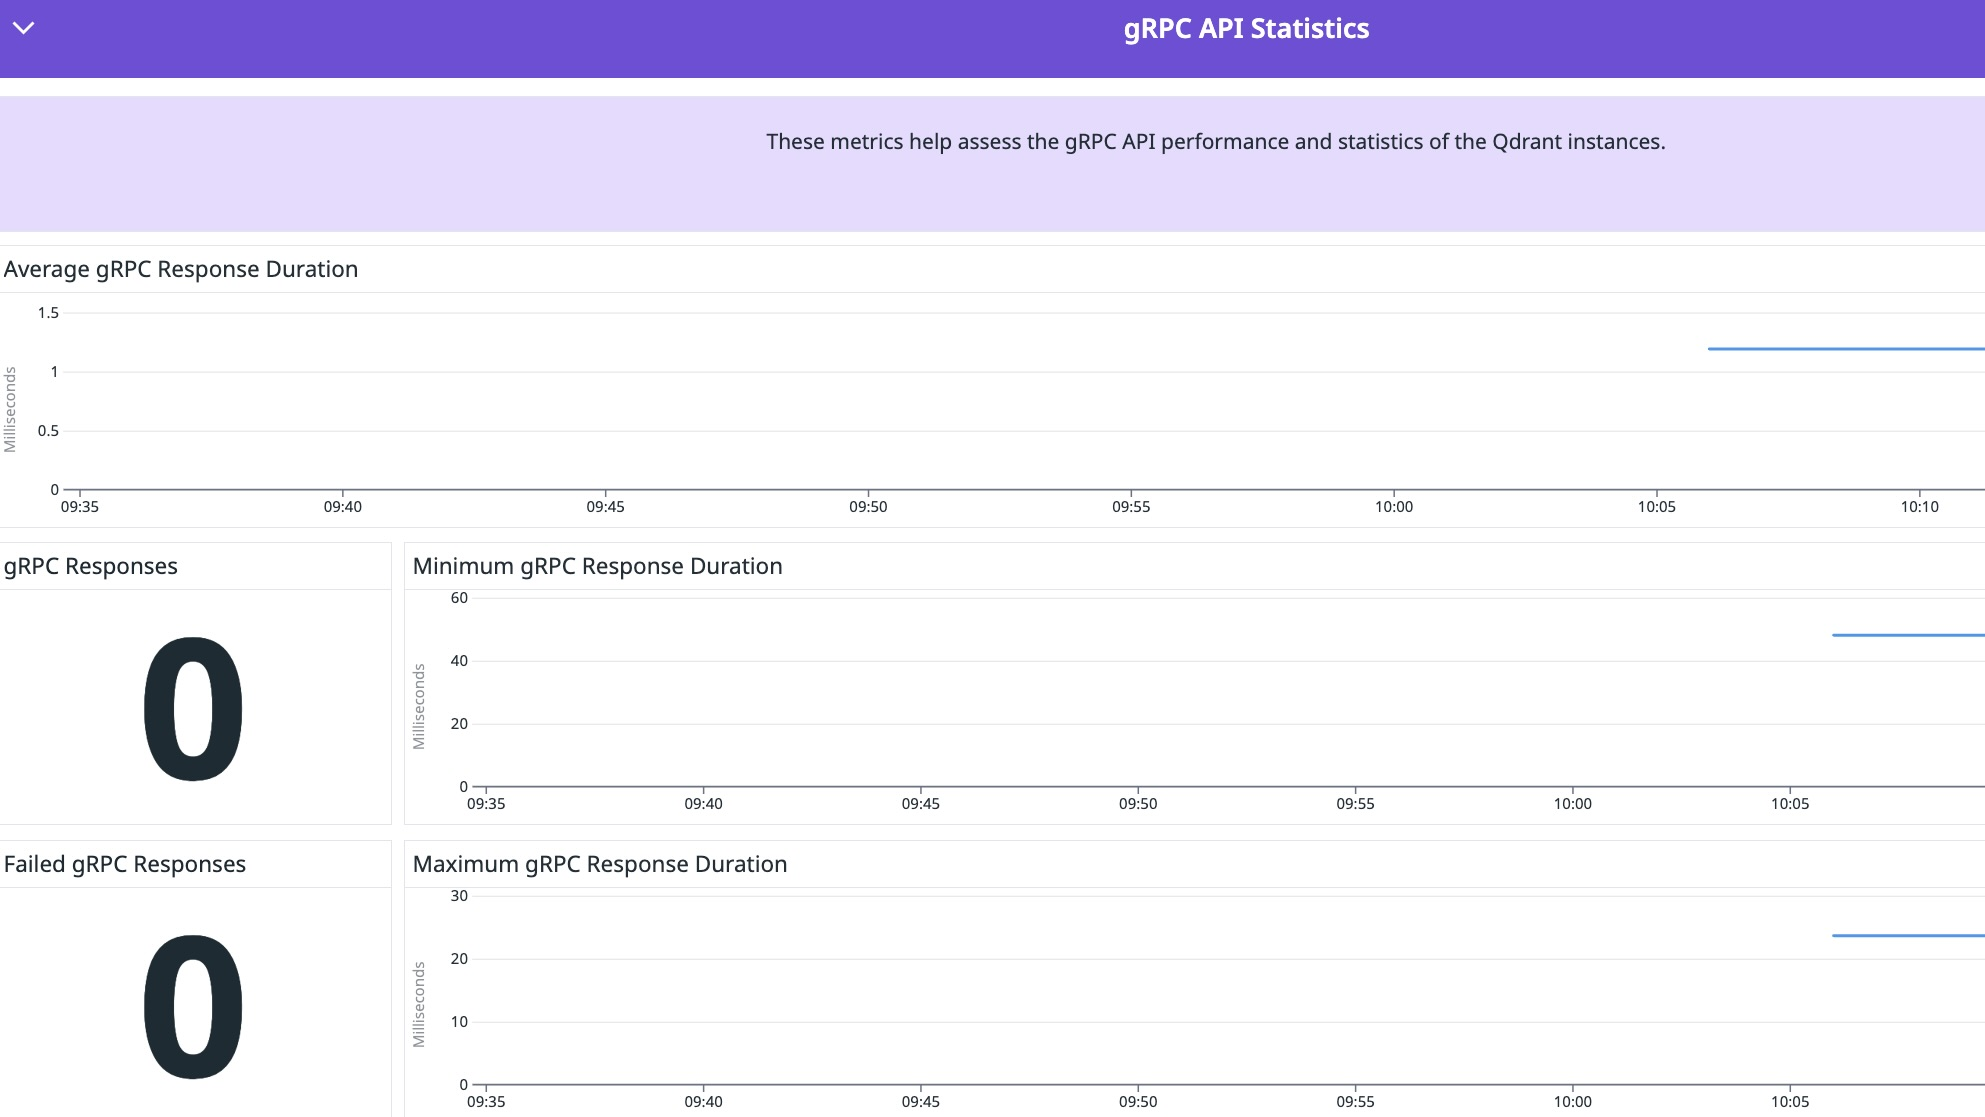 gRPC API Statistics
These metrics help assess the gRPC API performance and statistics of the Qdrant instances.
Average gRPC Response Duration
Milliseconds
1.5
1
0.5
0
09:35 09:40 09:45 09:50 09:55 10:00 10:05 10:10
gRPC Responses
0
Minimum gRPC Response Duration
Milliseconds
60
40
20
0
09:35 09:40 09:45 09:50 09:55 10:00 10:05
Failed gRPC Responses
0
Maximum gRPC Response Duration
Milliseconds
30
20
10
0
09:35 09:40 09:45 09:50 09:55 10:00 10:05